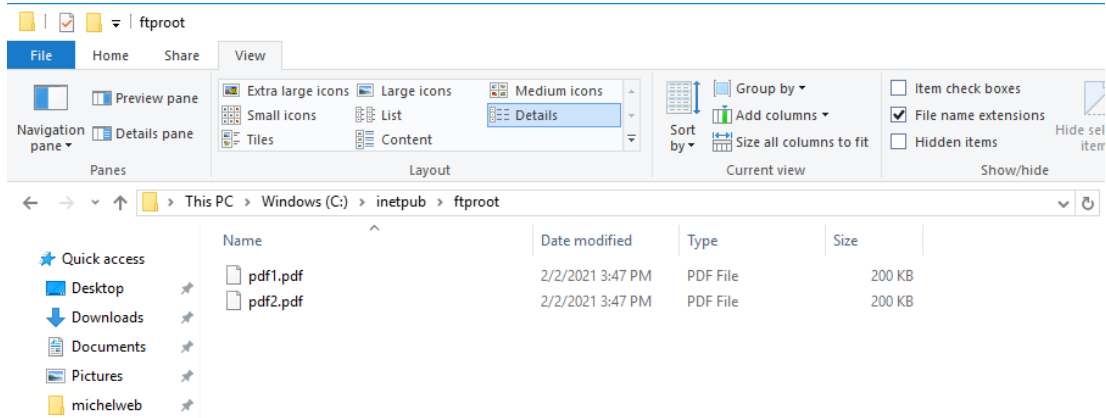 ftproot
File Home Share View
Preview pane Extra large icons Large icons Medium icons Group by Item check boxes
Small icons List Details Add columns File name extensions
Navigation pane Details pane Tiles Content Sort by Size all columns to fit Hidden items Hide sel item
Panes Layout Current view Show/hide
This PC > Windows (C:) > inetpub > ftproot
Name Date modified Type Size
Quick access
pdf1.pdf 2/2/2021 3:47 PM PDF File 200 KB
Desktop
pdf2.pdf 2/2/2021 3:47 PM PDF File 200 KB
Downloads
Documents
Pictures
michelweb